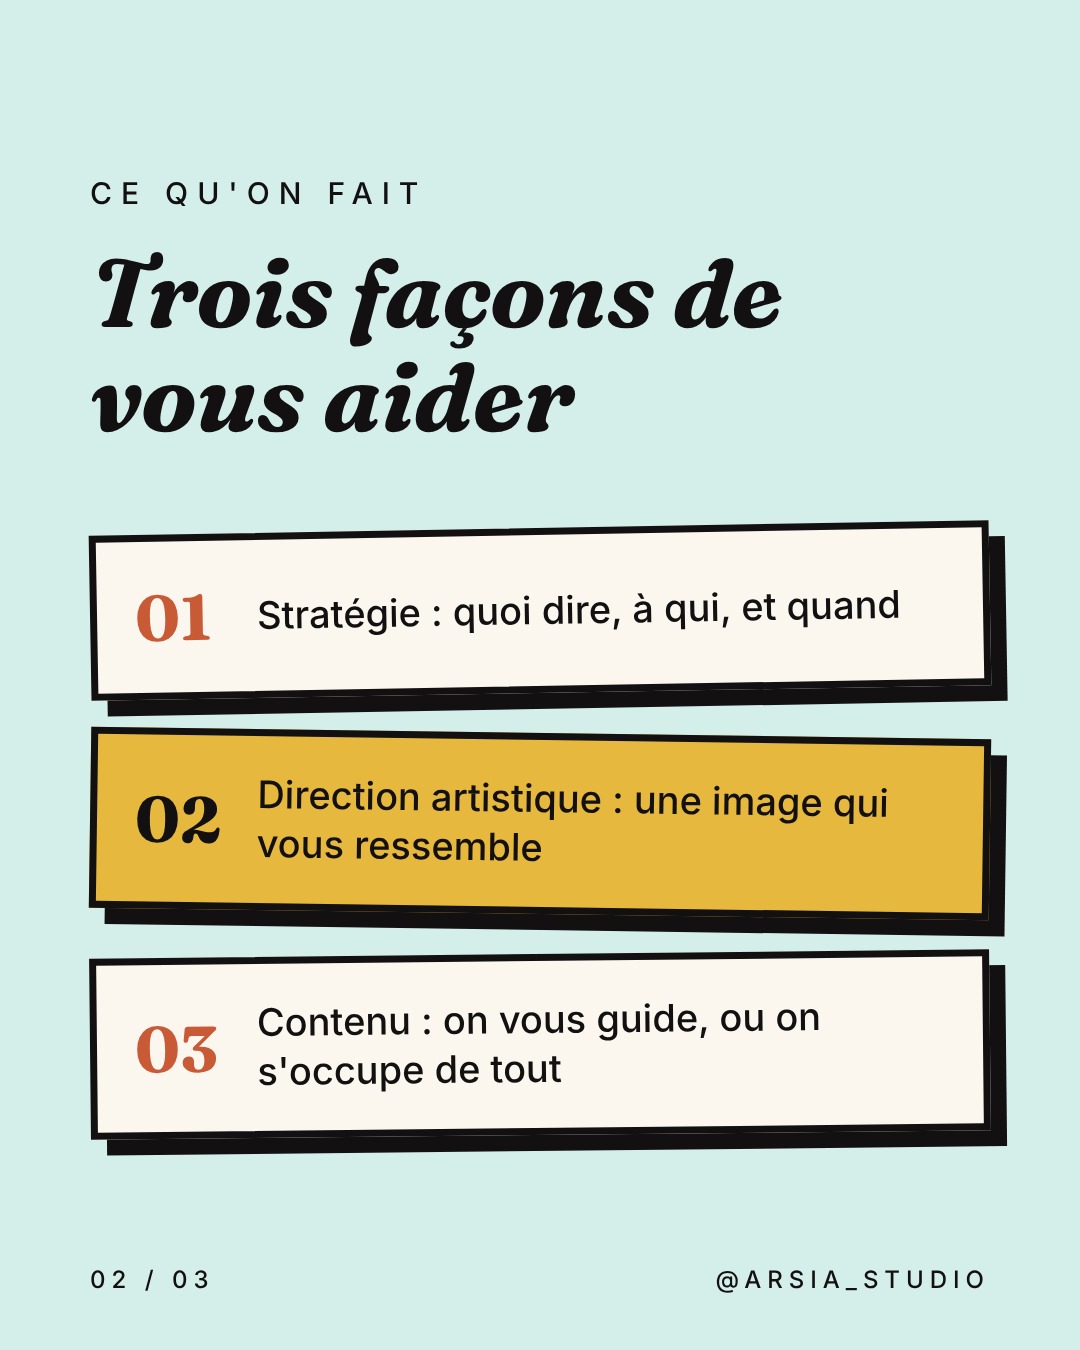 CE QU'ON FAIT
Trois façons de
vous aider
01 Stratégie : quoi dire, à qui, et quand
02 Direction artistique : une image qui
vous ressemble
03 Contenu : on vous guide, ou on
s'occupe de tout
02 / 03
@ARSIA_STUDIO